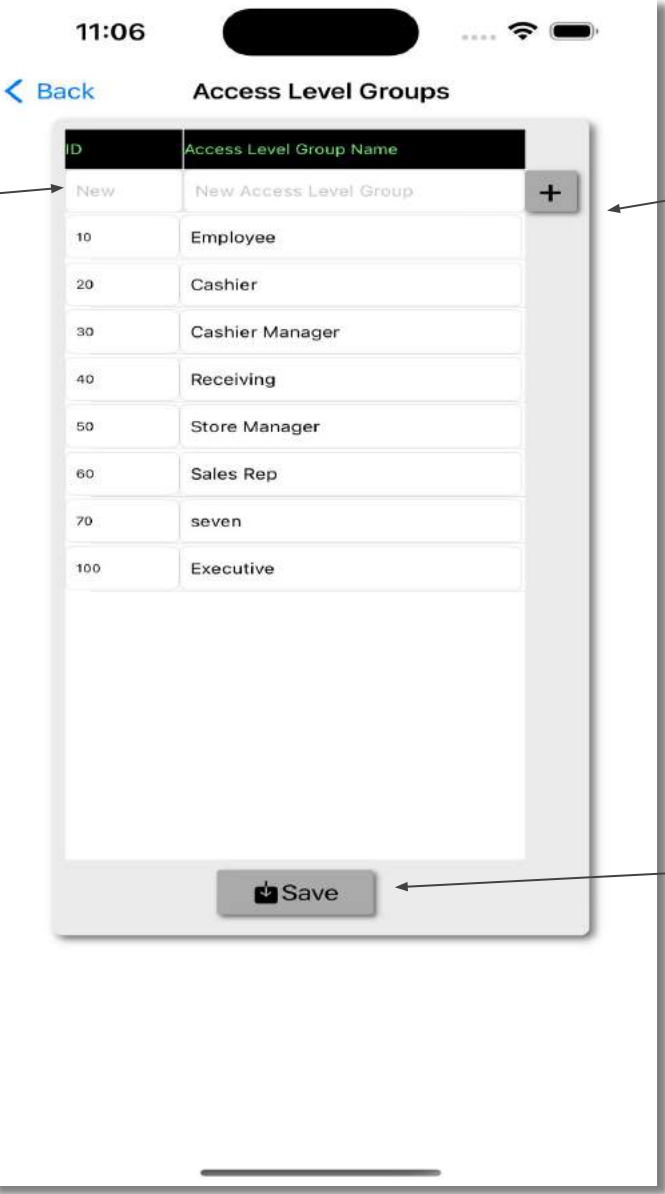 11:06
Back Access Level Groups
ID Access Level Group Name
New New Access Level Group +
10 Employee
20 Cashier
30 Cashier Manager
40 Receiving
50 Store Manager
60 Sales Rep
70 seven
100 Executive
Save